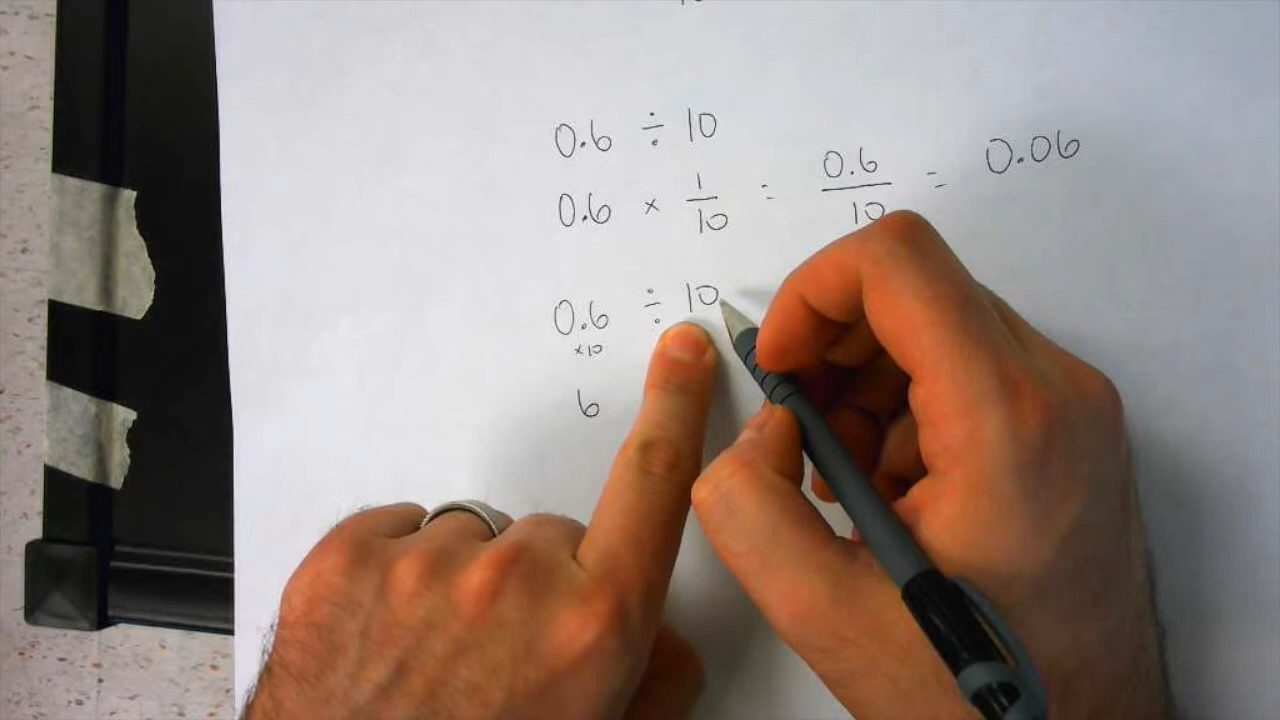 0.6 ÷ 10
0.6 × 1/10 = 0.6/10 = 0.06
0.6 ÷ 10
×10
6